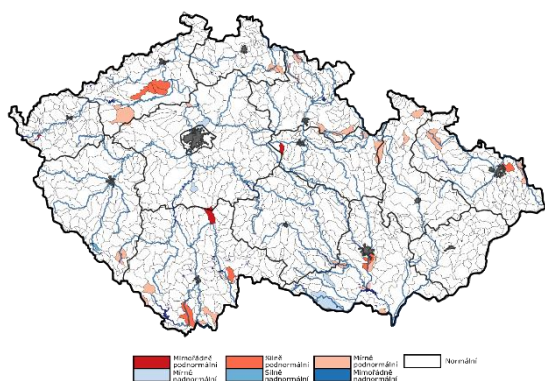 Mimořádně
podnormální
Silně
podnormální
Mírně
podnormální
Normální
Mírně
nadnormální
Silně
nadnormální
Mimořádně
nadnormální